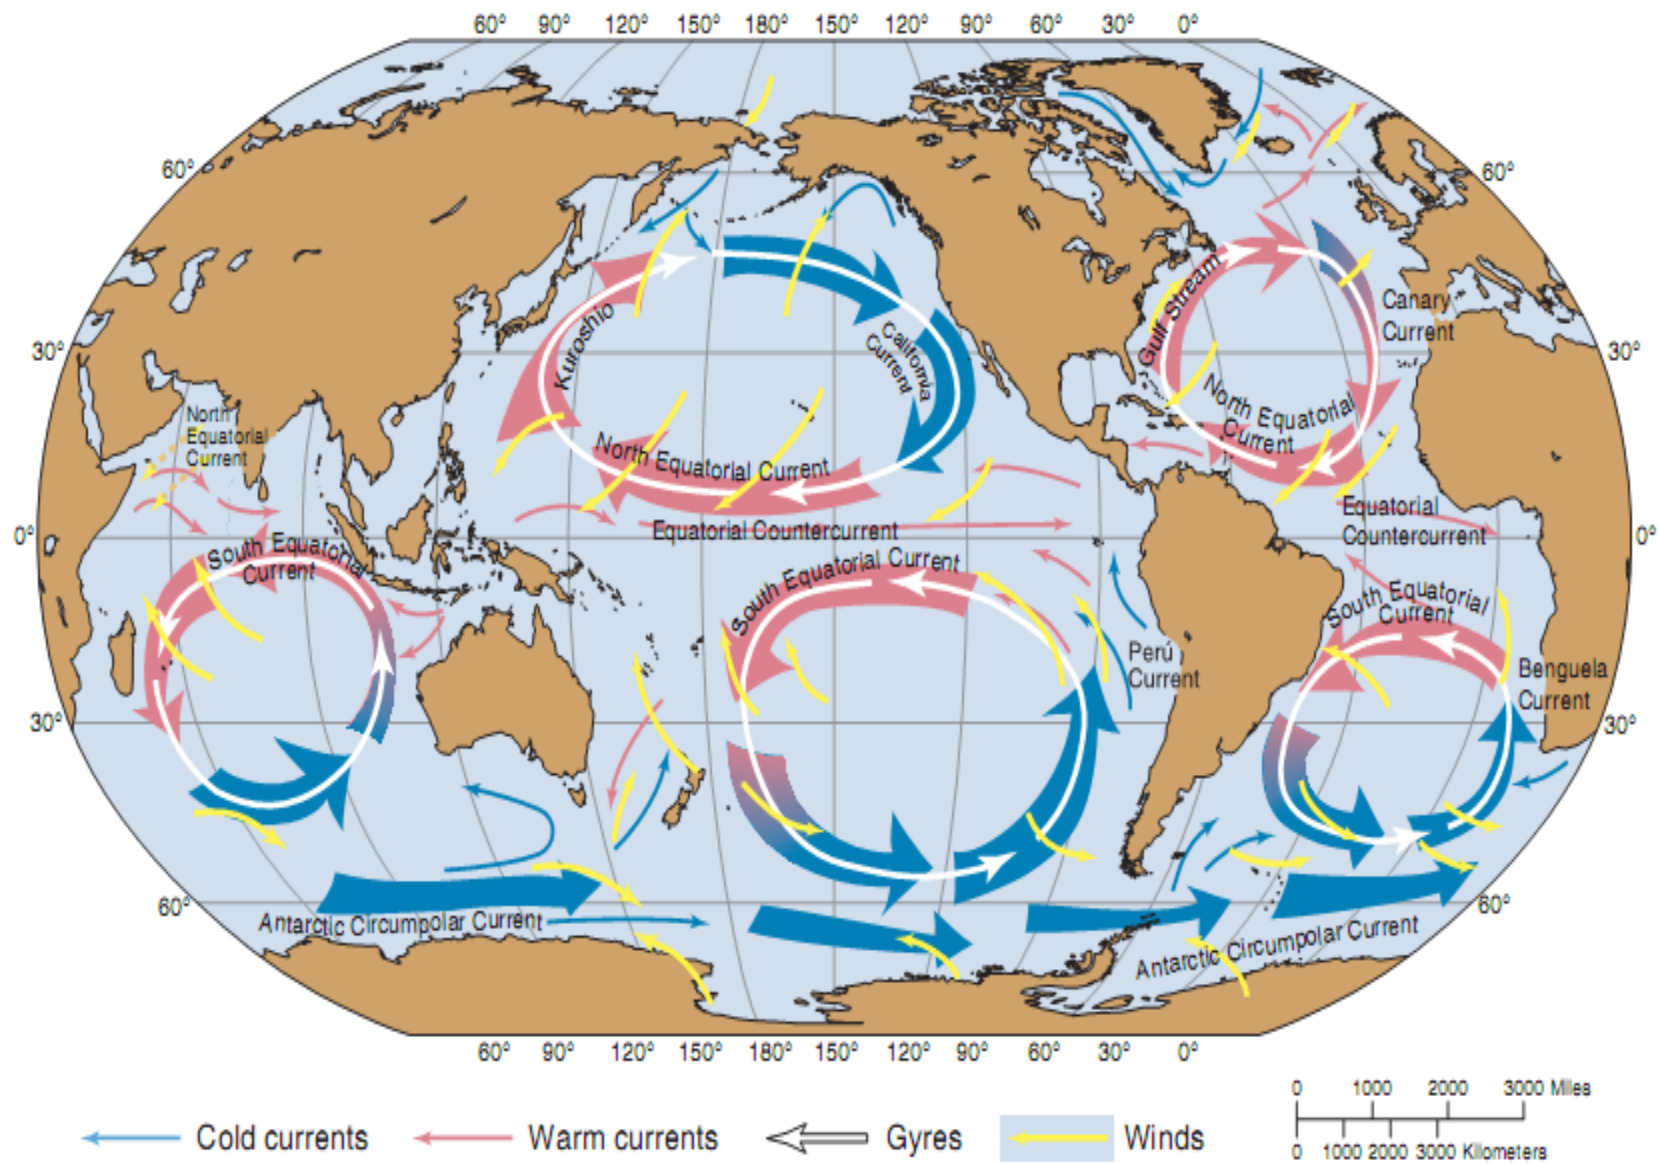 60° 90° 120° 150° 180° 150° 120° 90° 60° 30° 0°
60° 60°
Gulf Stream
Canary
Current
Kuroshio
California
Current
30° 30°
North
Equatorial
Current
North Equatorial
Current
North Equatorial Current
Equatorial
Countercurrent
Equatorial Countercurrent
0° 0°
South Equatorial
Current
South Equatorial Current
South Equatorial
Current
Perú
Current
Benguela
Current
30° 30°
60° 60°
Antarctic Circumpolar Current
Antarctic Circumpolar Current
60° 90° 120° 150° 180° 150° 120° 90° 60° 30° 0°
0 1000 2000 3000 Miles
0 1000 2000 3000 Kilometers
Cold currents Warm currents Gyres Winds